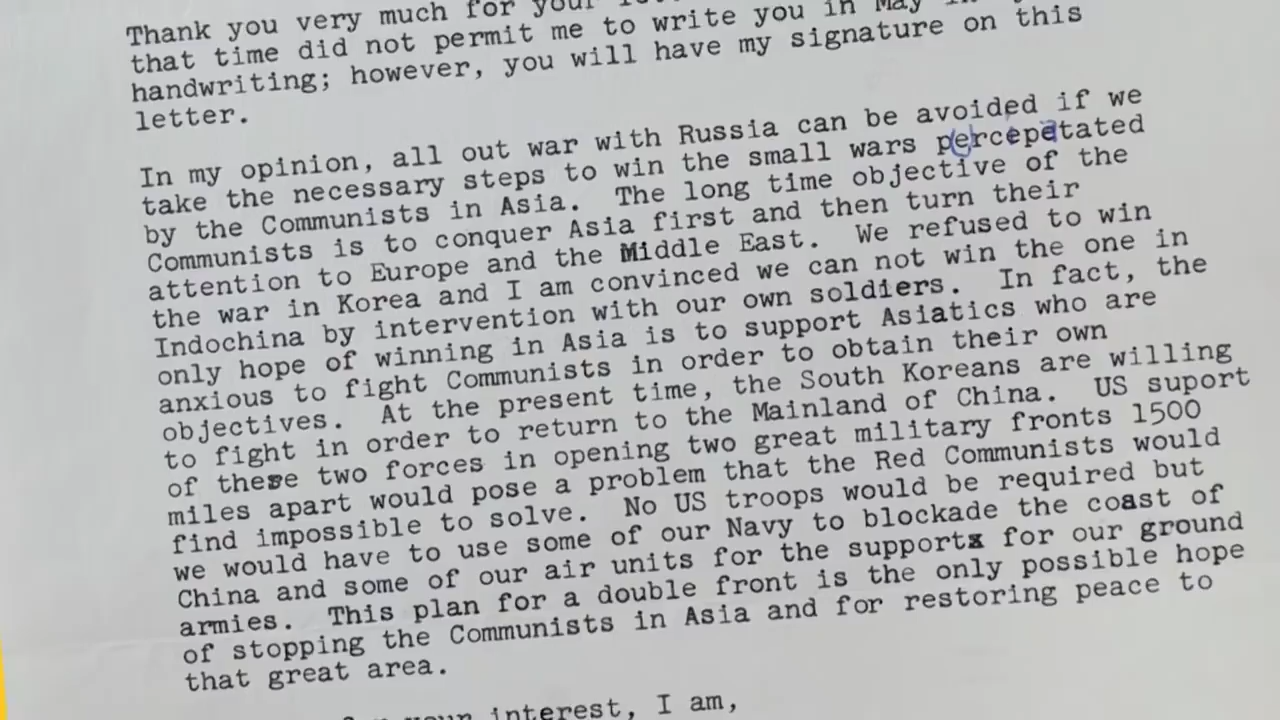 Thank you very much for your
that time did not permit me to write you in May
handwriting; however, you will have my signature on this
letter.
In my opinion, all out war with Russia can be avoided if we
take the necessary steps to win the small wars percepatated
by the Communists in Asia. The long time objective of the
Communists is to conquer Asia first and then turn their
attention to Europe and the Middle East. We refused to win
the war in Korea and I am convinced we can not win the one in
Indochina by intervention with our own soldiers. In fact, the
only hope of winning in Asia is to support Asiatics who are
anxious to fight Communists in order to obtain their own
objectives. At the present time, the South Koreans are willing
to fight in order to return to the Mainland of China. US suport
of these two forces in opening two great military fronts 1500
miles apart would pose a problem that the Red Communists would
find impossible to solve. No US troops would be required but
we would have to use some of our Navy to blockade the coast of
China and some of our air units for the support for our ground
armies. This plan for a double front is the only possible hope
of stopping the Communists in Asia and for restoring peace to
that great area.
your interest, I am,